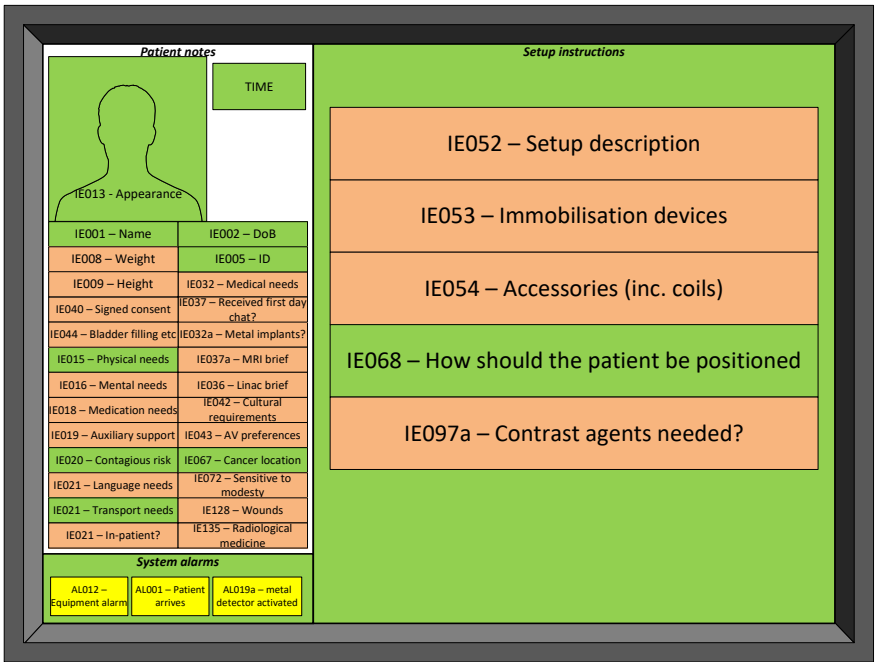 Patient notes
TIME
IE013 - Appearance
IE001 – Name
IE002 – DoB
IE008 – Weight
IE005 – ID
IE009 – Height
IE032 – Medical needs
IE040 – Signed consent
IE037 – Received first day
chat?
IE044 – Bladder filling etc
IE032a – Metal implants?
IE015 – Physical needs
IE037a – MRI brief
IE016 – Mental needs
IE036 – Linac brief
IE018 – Medication needs
IE042 – Cultural
requirements
IE019 – Auxiliary support
IE043 – AV preferences
IE020 – Contagious risk
IE067 – Cancer location
IE021 – Language needs
IE072 – Sensitive to
modesty
IE021 – Transport needs
IE128 – Wounds
IE021 – In-patient?
IE135 – Radiological
medicine
System alarms
AL012 –
Equipment alarm
AL001 – Patient
arrives
AL019a – metal
detector activated
Setup instructions
IE052 – Setup description
IE053 – Immobilisation devices
IE054 – Accessories (inc. coils)
IE068 – How should the patient be positioned
IE097a – Contrast agents needed?